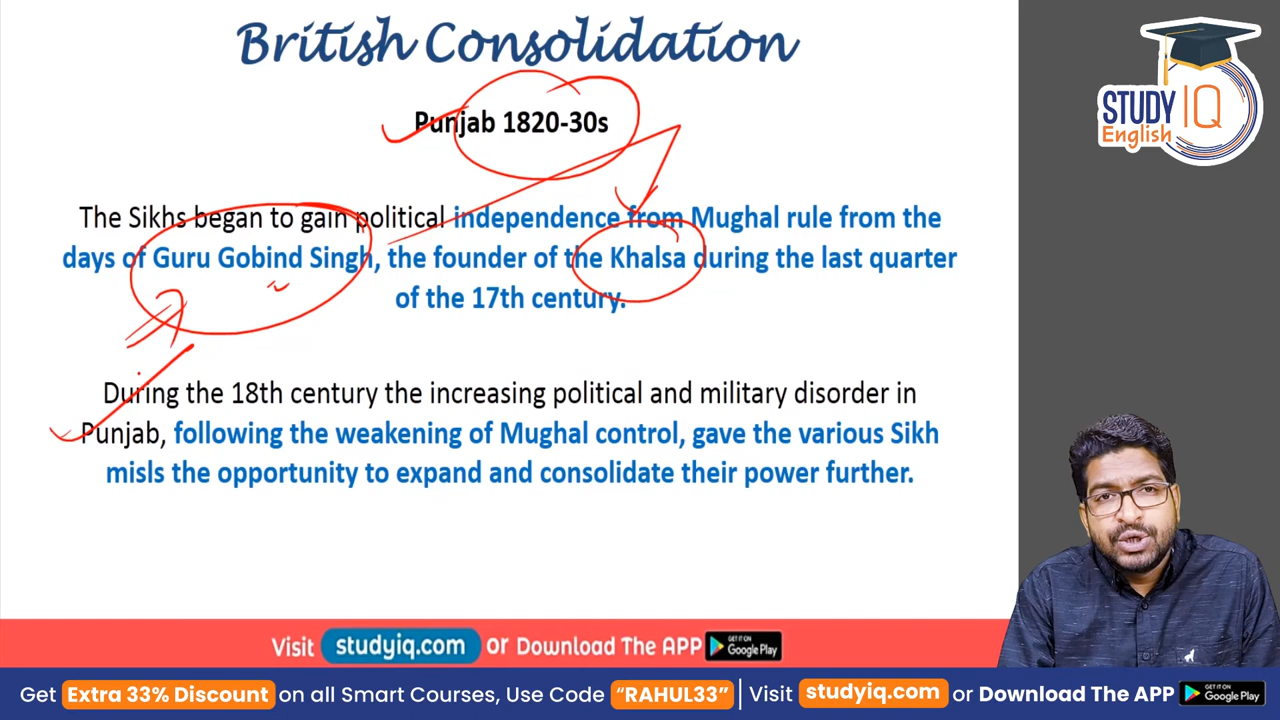 British Consolidation
Punjab 1820-30s
The Sikhs began to gain political independence from Mughal rule from the
days of Guru Gobind Singh, the founder of the Khalsa during the last quarter
of the 17th century.
During the 18th century the increasing political and military disorder in
Punjab, following the weakening of Mughal control, gave the various Sikh
misls the opportunity to expand and consolidate their power further.
STUDY IQ
English
Visit studyiq.com or Download The APP GET IT ON Google Play
Get Extra 33% Discount on all Smart Courses, Use Code “RAHUL33” Visit studyiq.com or Download The APP GET IT ON Google Play